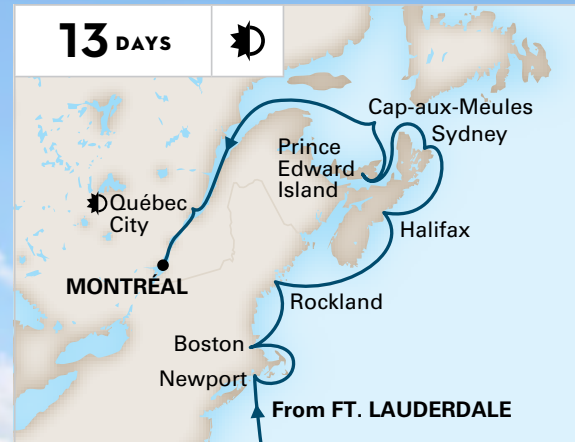 13 DAYS
Cap-aux-Meules
Sydney
Prince
Edward
Island
Québec
City
Halifax
MONTRÉAL
Rockland
Boston
Newport
From FT. LAUDERDALE